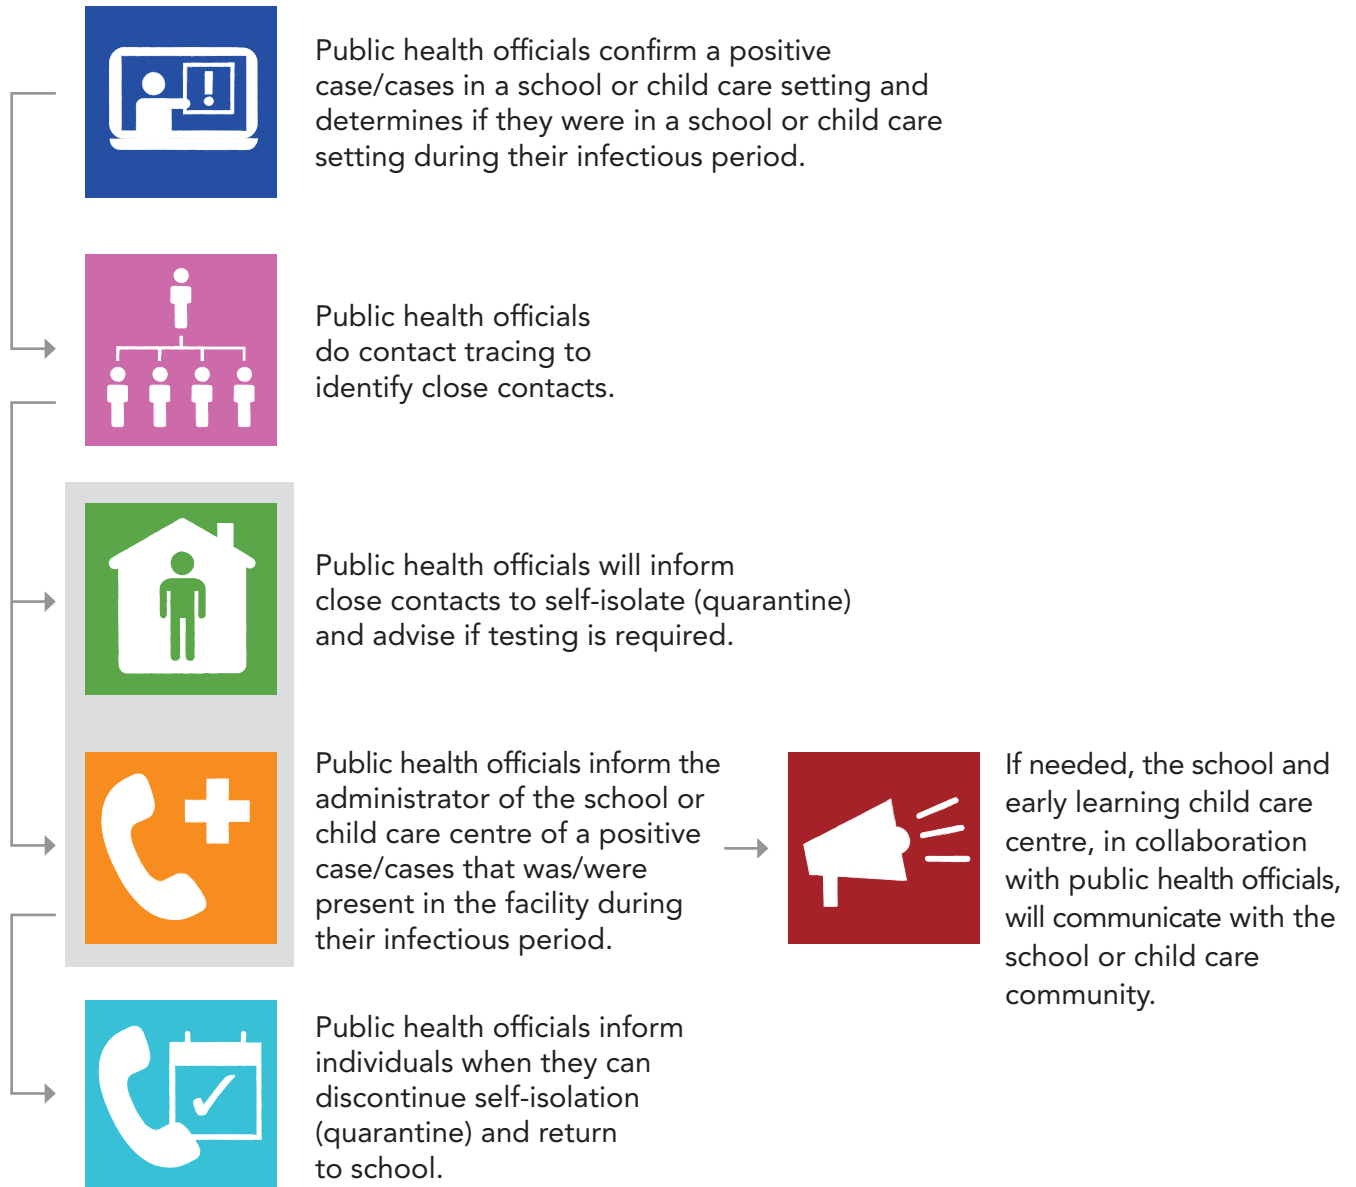 Public health officials confirm a positive
case/cases in a school or child care setting and
determines if they were in a school or child care
setting during their infectious period.
Public health officials
do contact tracing to
identify close contacts.
Public health officials will inform
close contacts to self-isolate (quarantine)
and advise if testing is required.
Public health officials inform the
administrator of the school or
child care centre of a positive
case/cases that was/were
present in the facility during
their infectious period.
If needed, the school and
early learning child care
centre, in collaboration
with public health officials,
will communicate with the
school or child care
community.
Public health officials inform
individuals when they can
discontinue self-isolation
(quarantine) and return
to school.